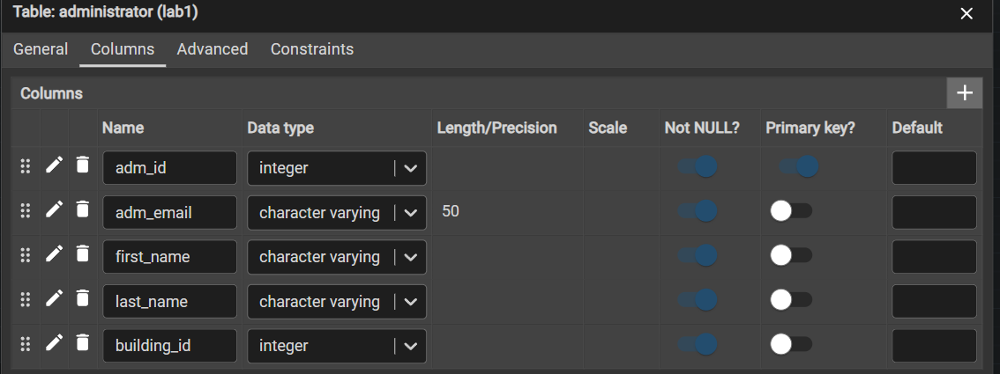 Table: administrator (lab1)
General Columns Advanced Constraints
Columns
Name Data type Length/Precision Scale Not NULL? Primary key? Default
adm_id integer
adm_email character varying 50
first_name character varying
last_name character varying
building_id integer